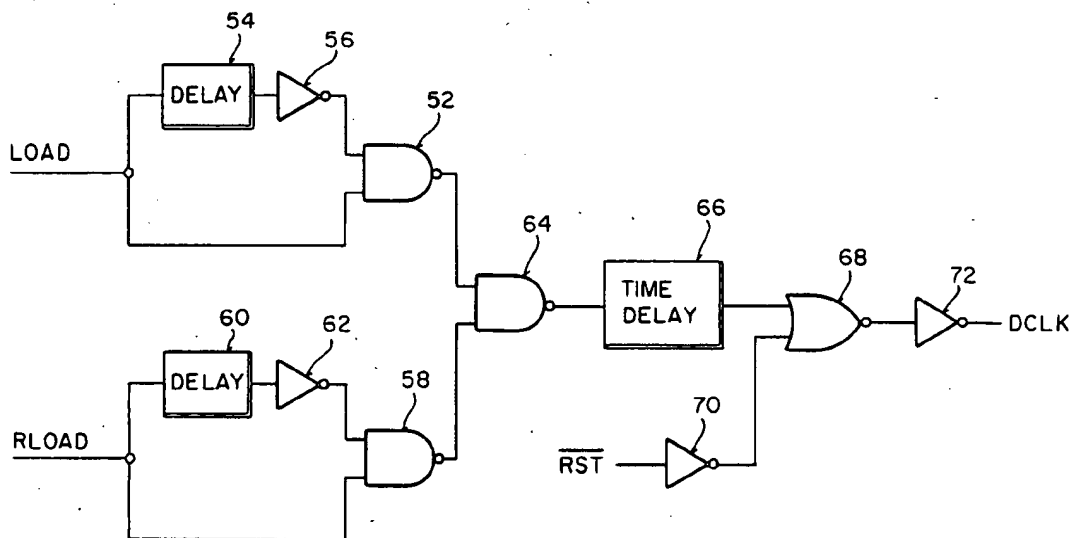 54
56
DELAY
52
LOAD
64
66
68
TIME
DELAY
72
DCLK
60
62
DELAY
58
RLOAD
70
RST